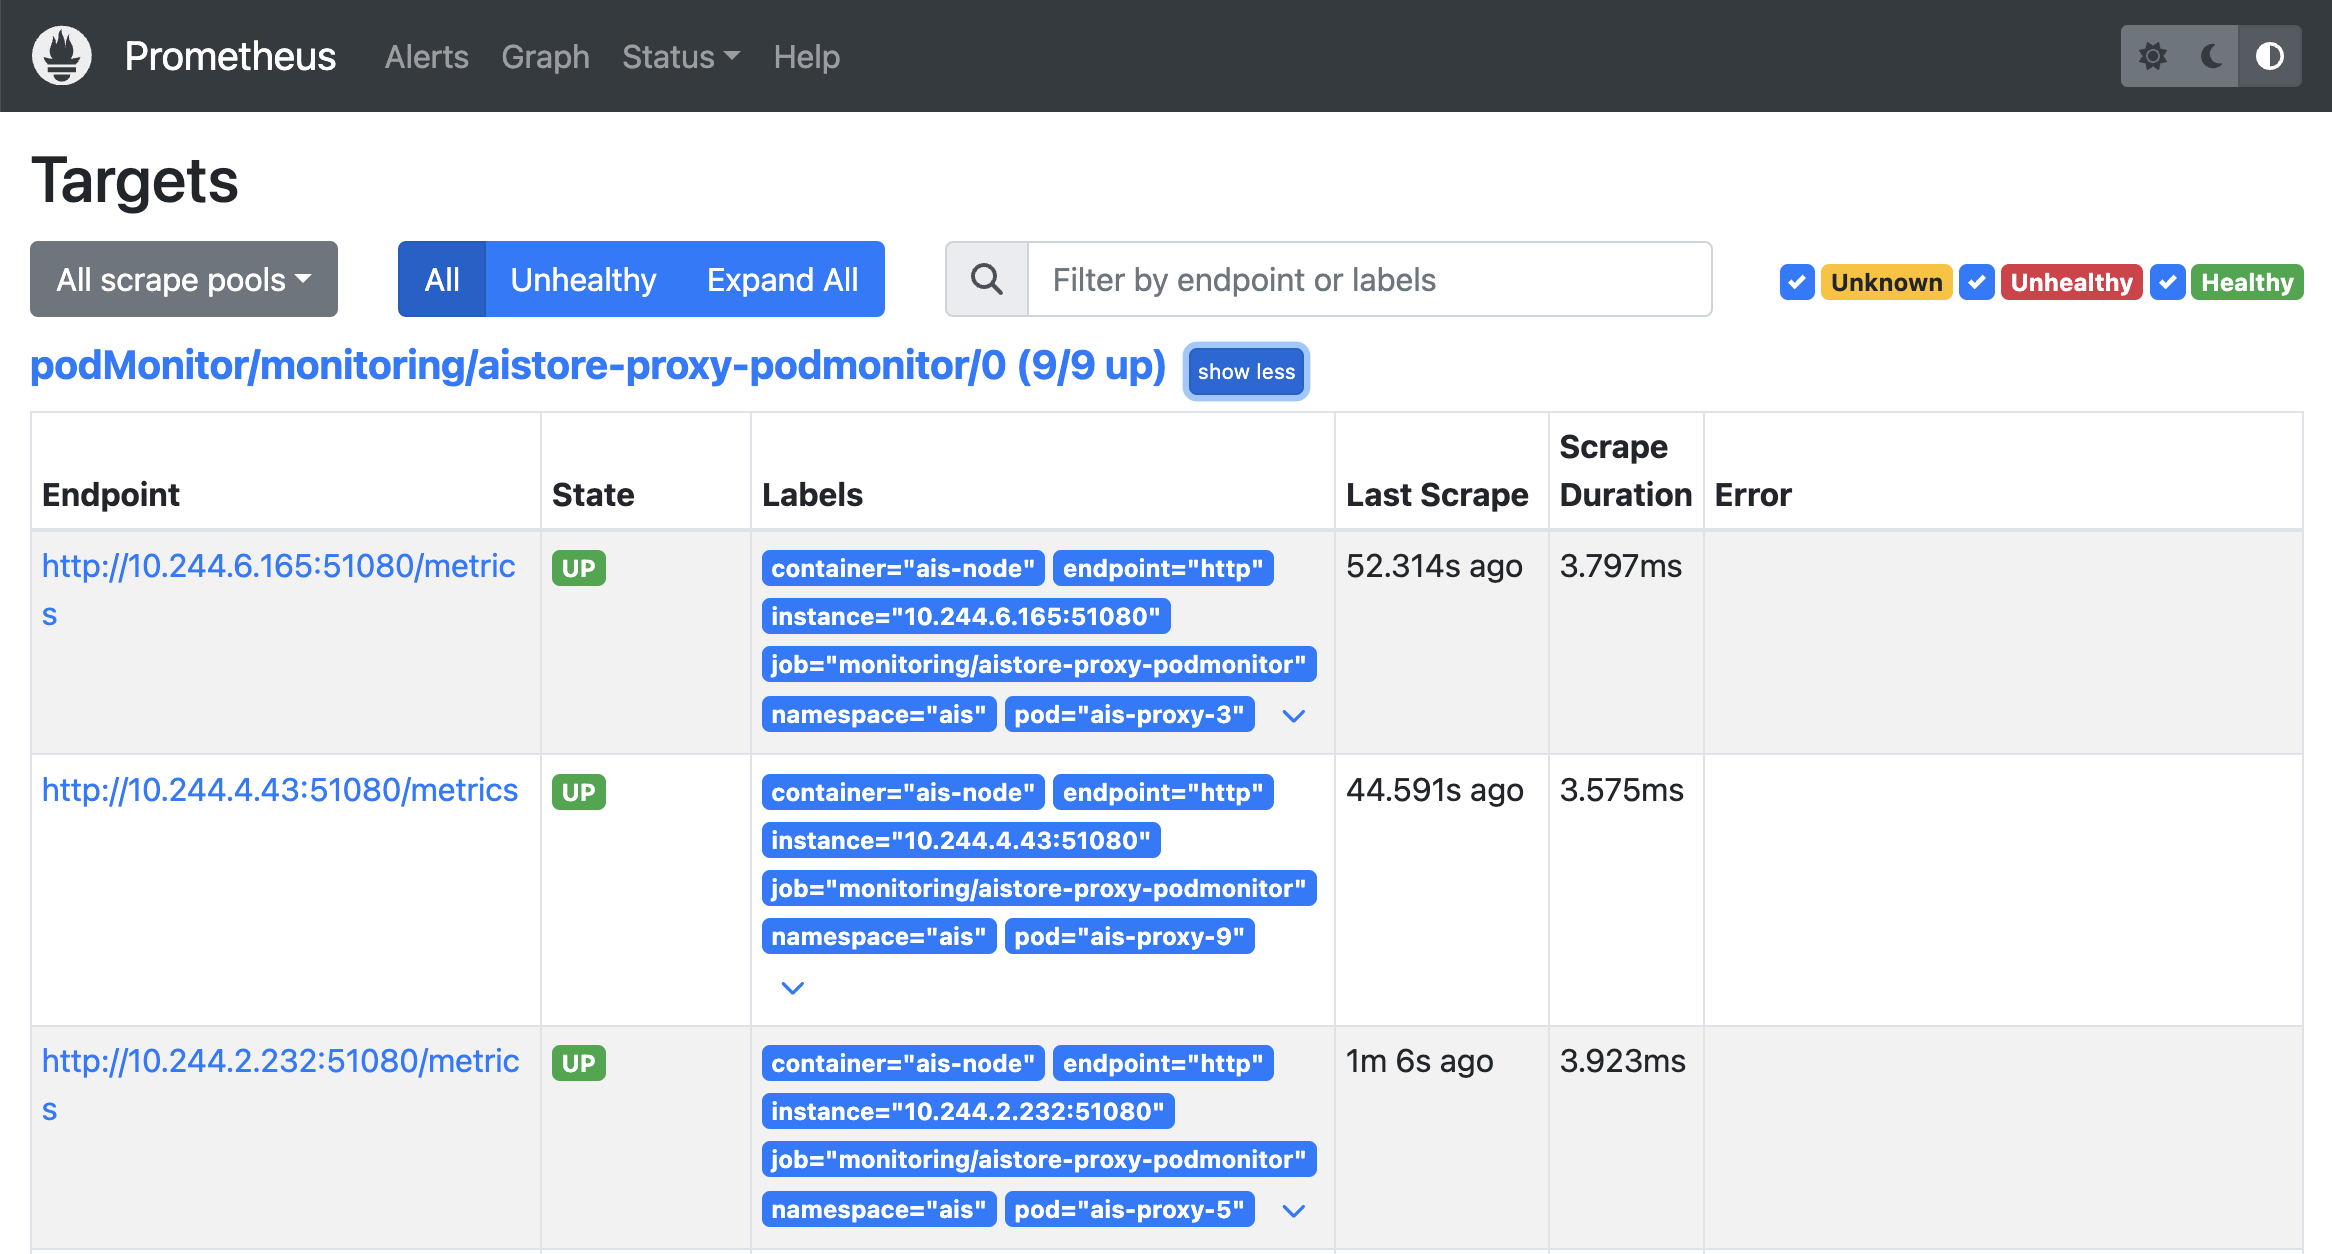 Prometheus Alerts Graph Status Help
Targets
All scrape pools All Unhealthy Expand All Filter by endpoint or labels Unknown Unhealthy Healthy
podMonitor/monitoring/aistore-proxy-podmonitor/0 (9/9 up) show less
Endpoint State Labels Last Scrape Scrape Duration Error
http://10.244.6.165:51080/metric UP container="ais-node" endpoint="http" 52.314s ago 3.797ms
s instance="10.244.6.165:51080"
job="monitoring/aistore-proxy-podmonitor"
namespace="ais" pod="ais-proxy-3"
http://10.244.4.43:51080/metrics UP container="ais-node" endpoint="http" 44.591s ago 3.575ms
instance="10.244.4.43:51080"
job="monitoring/aistore-proxy-podmonitor"
namespace="ais" pod="ais-proxy-9"
http://10.244.2.232:51080/metric UP container="ais-node" endpoint="http" 1m 6s ago 3.923ms
s instance="10.244.2.232:51080"
job="monitoring/aistore-proxy-podmonitor"
namespace="ais" pod="ais-proxy-5"